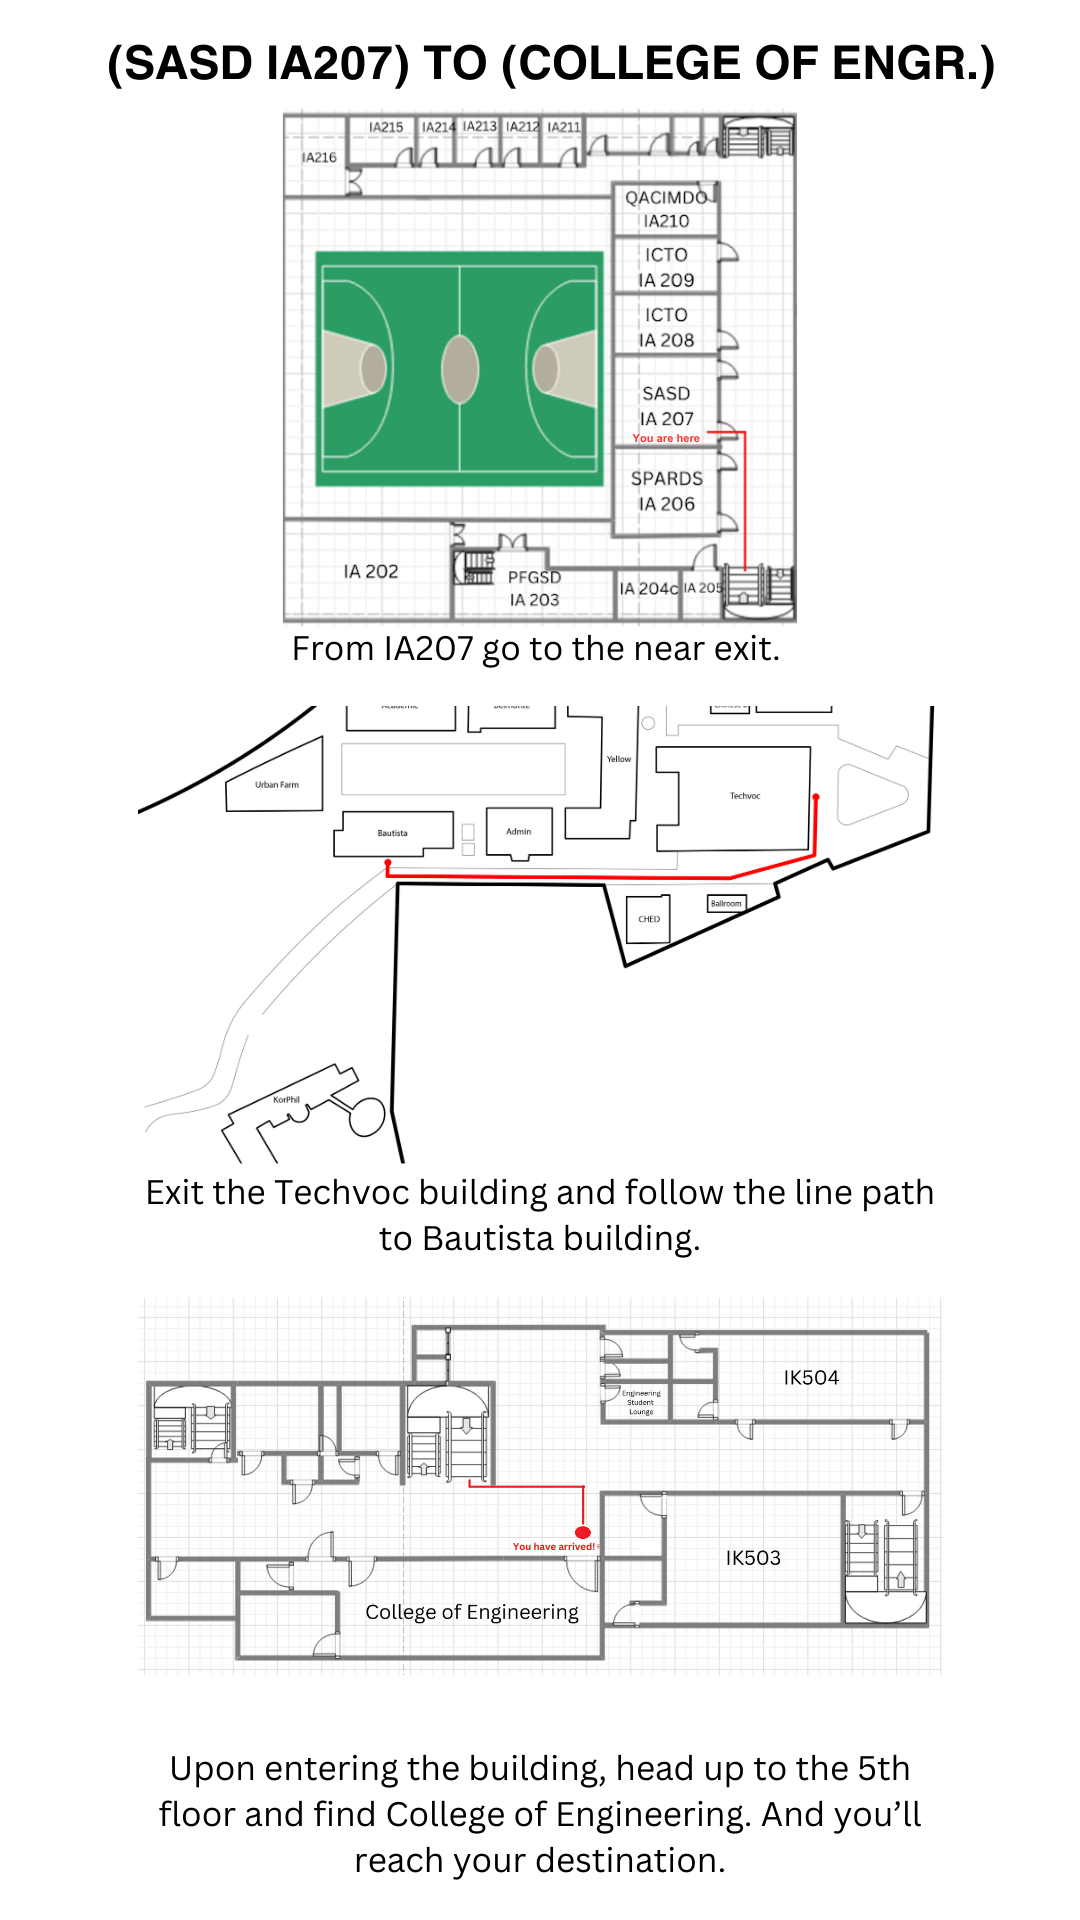 (SASD IA207) TO (COLLEGE OF ENGR.)
IA215
IA214
IA213
IA212
IA211
IA216
QACIMDO
IA210
ICTO
IA 209
ICTO
IA 208
SASD
IA 207
You are here
SPARDS
IA 206
IA 202
PFGSD
IA 203
IA 204c
IA 205
From IA207 go to the near exit.
Academic
Belmonte
Yellow
Urban Farm
Techvoc
Bautista
Admin
CHED
Ballroom
KorPhil
Exit the Techvoc building and follow the line path
to Bautista building.
IK504
Engineering
Student
Lounge
You have arrived!
IK503
College of Engineering
Upon entering the building, head up to the 5th
floor and find College of Engineering. And you’ll
reach your destination.